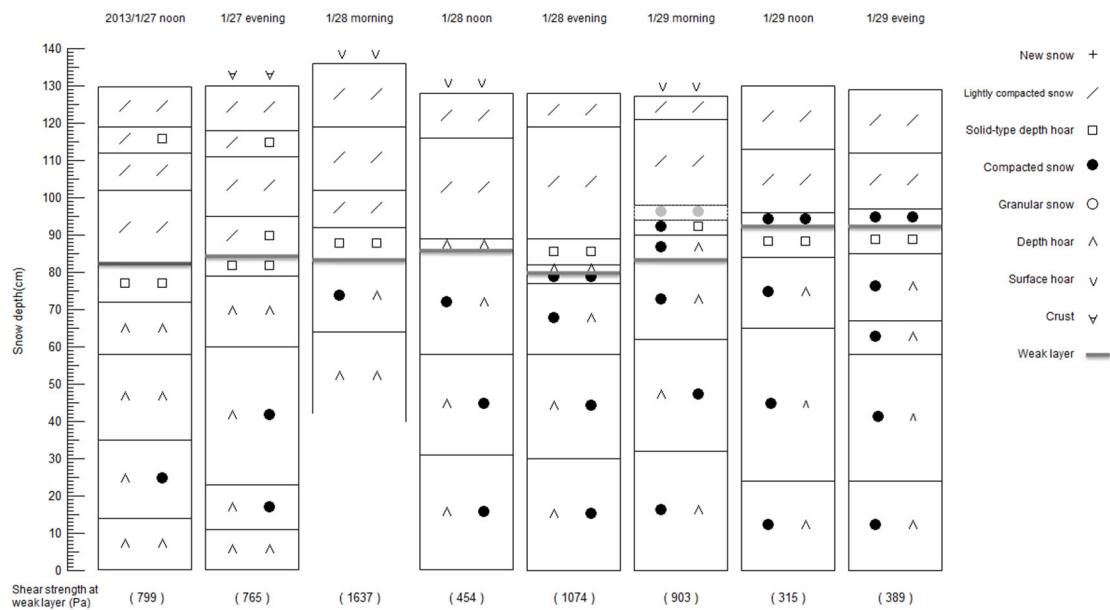 2013/1/27 noon 1/27 evening 1/28 morning 1/28 noon 1/28 evening 1/29 morning 1/29 noon 1/29 eveing
140
130
120
110
100
90
80
70
60
50
40
30
20
10
0
Snow depth(cm)
New snow
Lightly compacted snow
Solid-type depth hoar
Compacted snow
Granular snow
Depth hoar
Surface hoar
Crust
Weak layer
Shear strength at
weak layer (Pa)
( 799 ) ( 765 ) ( 1637 ) ( 454 ) ( 1074 ) ( 903 ) ( 315 ) ( 389 )